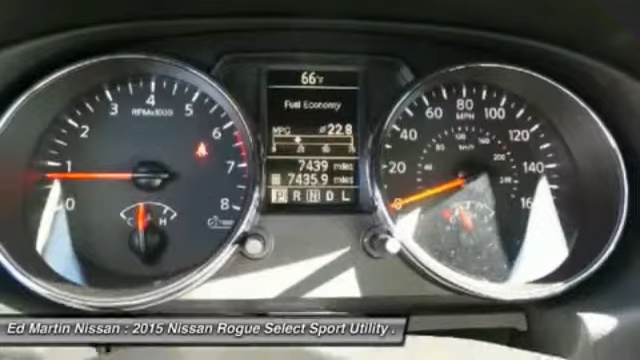 66°F
Fuel Economy
MPG ⌀22.8
7439 miles
7435.9 miles
P R N D L
0 1 2 3 4 5 6 7 8
RPMx1000
C H
0 20 40 60 80 100 120 140 16
MPH
Ed Martin Nissan : 2015 Nissan Rogue Select Sport Utility .